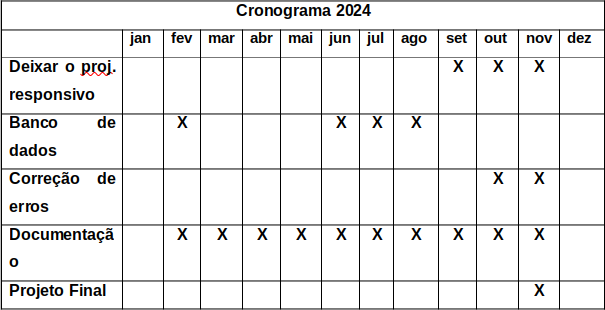 Cronograma 2024
jan fev mar abr mai jun jul ago set out nov dez
Deixar o proj. X X X
responsivo
Banco de X X X X
dados
Correção de X X
erros
Documentaçã X X X X X X X X X X
o
Projeto Final X